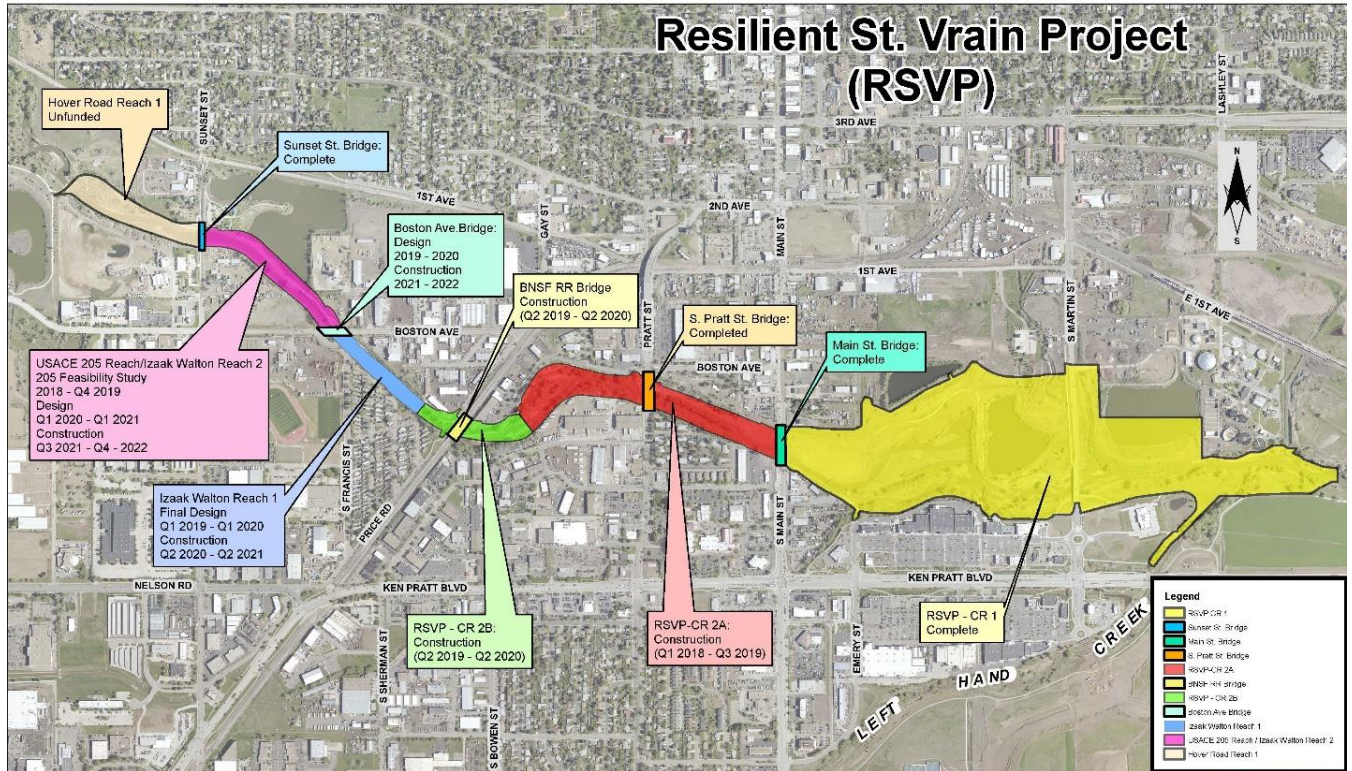 Resilient St. Vrain Project
(RSVP)
LASHLEY ST
3RD AVE
Hover Road Reach 1
Unfunded
SUNSET ST
Sunset St. Bridge:
Complete
N
S
1ST AVE
GAY ST
2ND AVE
MAIN ST
Boston Ave.Bridge:
Design
2019 - 2020
Construction
2021 - 2022
BNSF RR Bridge
Construction
(Q2 2019 - Q2 2020)
1ST AVE
S MARTIN ST
E 1ST AVE
BOSTON AVE
PRATT ST
S. Pratt St. Bridge:
Completed
Main St. Bridge:
Complete
BOSTON AVE
USACE 205 Reach/Izaak Walton Reach 2
205 Feasibility Study
2018 - Q4 2019
Design
Q1 2020 - Q1 2021
Construction
Q3 2021 - Q4 - 2022
S FRANCIS ST
PRICE RD
S MAIN ST
Izaak Walton Reach 1
Final Design
Q1 2019 - Q1 2020
Construction
Q2 2020 - Q2 2021
NELSON RD
KEN PRATT BLVD
KEN PRATT BLVD
RSVP - CR 2B:
Construction
(Q2 2019 - Q2 2020)
RSVP-CR 2A:
Construction
(Q1 2018 - Q3 2019)
RSVP - CR 1
Complete
S SHERMAN ST
S BOWEN ST
EMERY ST
LEFT HAND CREEK
Legend
RSVP CR 1
Sunset St. Bridge
Main St. Bridge
S. Pratt St. Bridge
RSVP-CR 2A
BNSF RR Bridge
RSVP - CR 2B
Boston Ave Bridge
Izaak Walton Reach 1
USACE 205 Reach / Izaak Walton Reach 2
Hover Road Reach 1